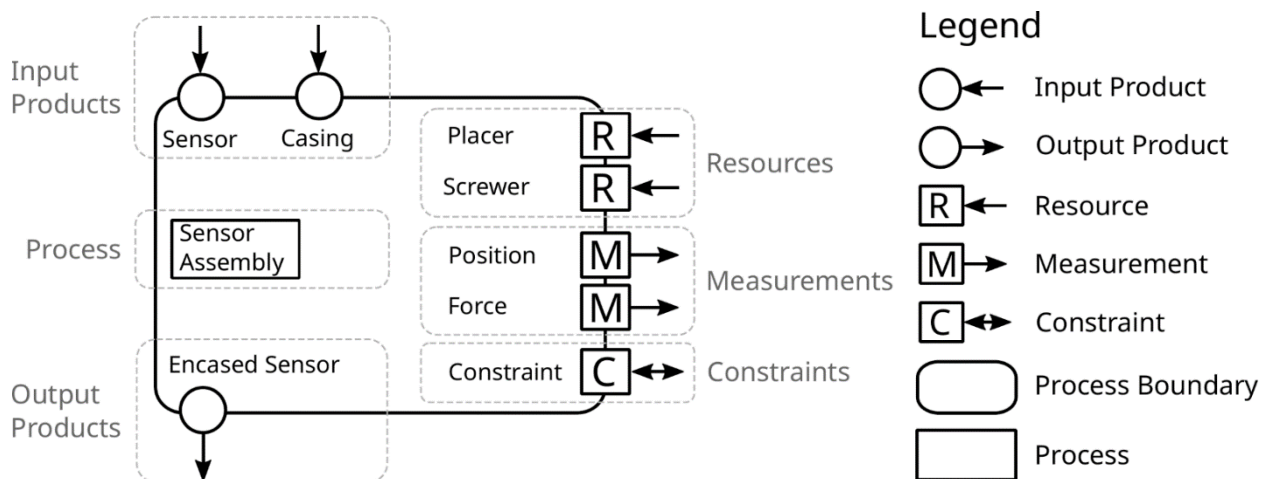 Input
Products
Sensor
Casing
Process
Sensor
Assembly
Output
Products
Encased Sensor
Placer
R
Screwer
R
Resources
Position
M
Force
M
Measurements
Constraint
C
Constraints
Legend
Input Product
Output Product
R
Resource
M
Measurement
C
Constraint
Process Boundary
Process